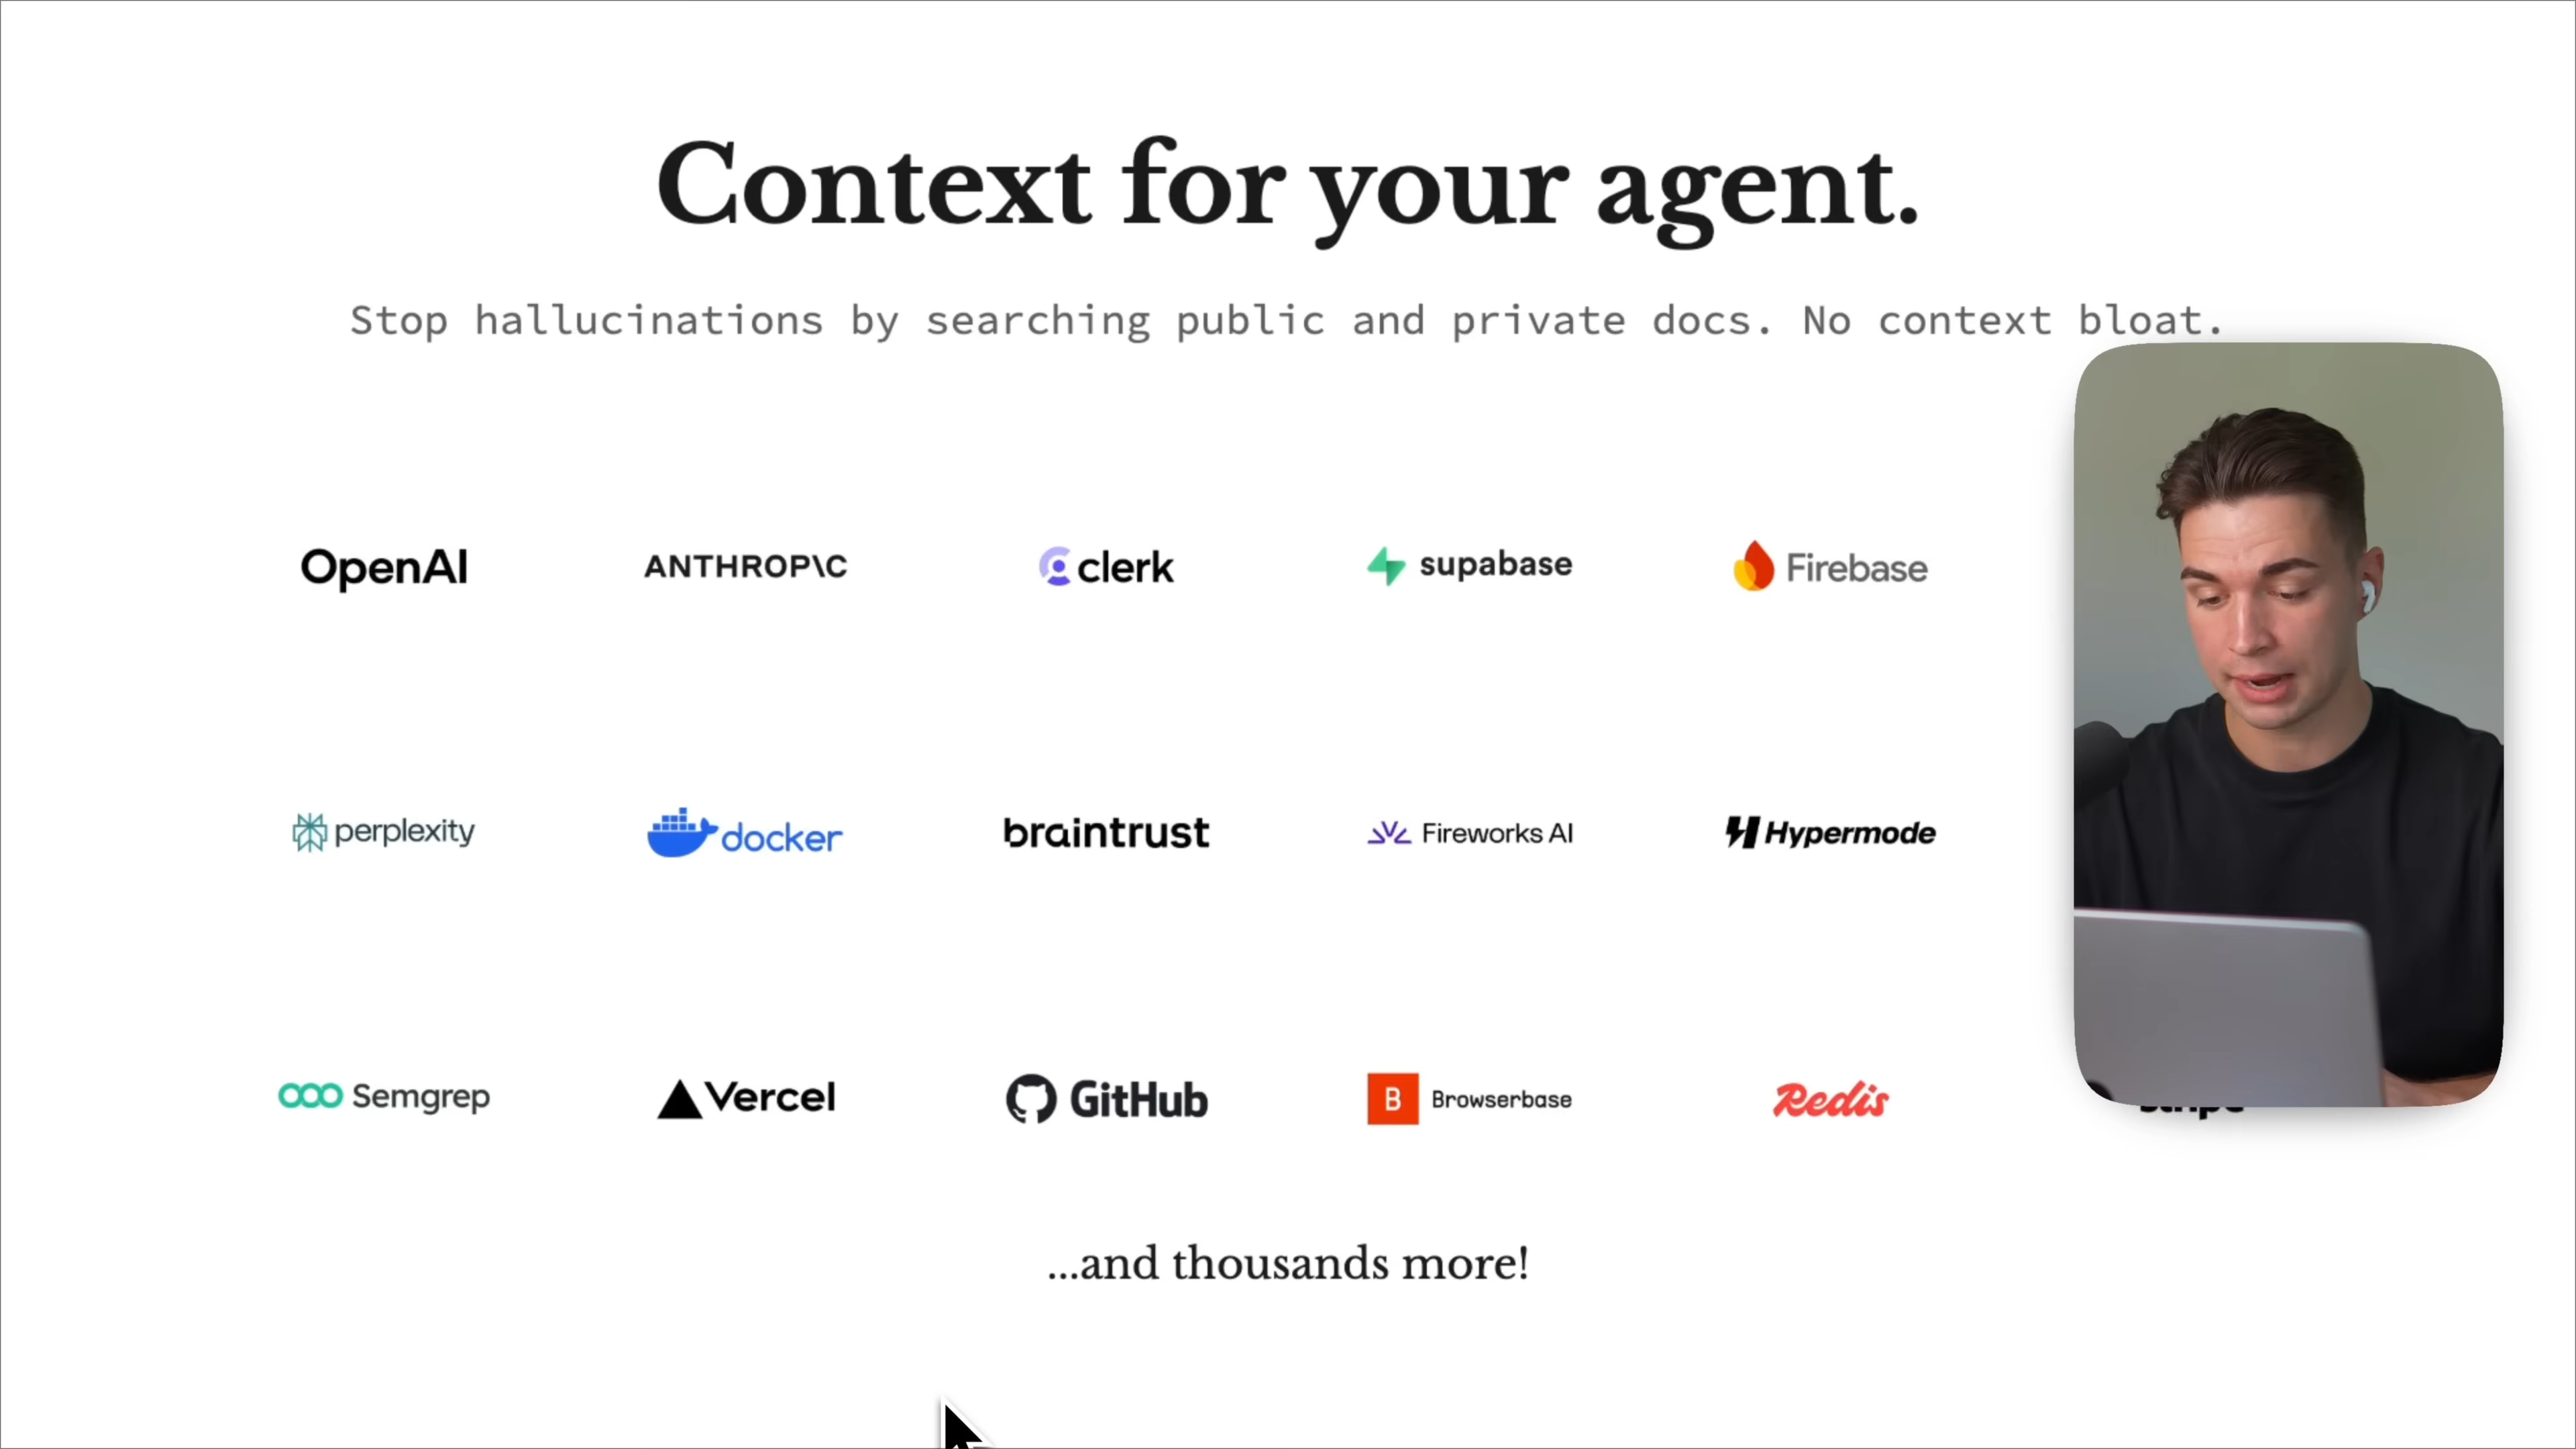 Context for your agent.
Stop hallucinations by searching public and private docs. No context bloat.
OpenAI ANTHROP\C clerk supabase Firebase
perplexity docker braintrust Fireworks AI Hypermode
Semgrep Vercel GitHub B Browserbase Redis
...and thousands more!